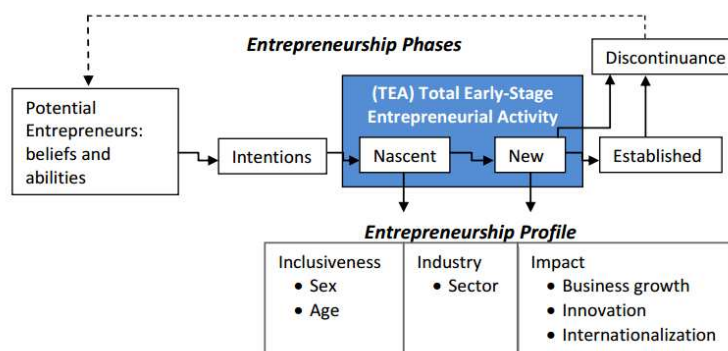 Entrepreneurship Phases
Discontinuance
(TEA) Total Early-Stage
Entrepreneurial Activity
Potential
Entrepreneurs:
beliefs and
abilities
Intentions
Nascent
New
Established
Entrepreneurship Profile
Inclusiveness
• Sex
• Age
Industry
• Sector
Impact
• Business growth
• Innovation
• Internationalization